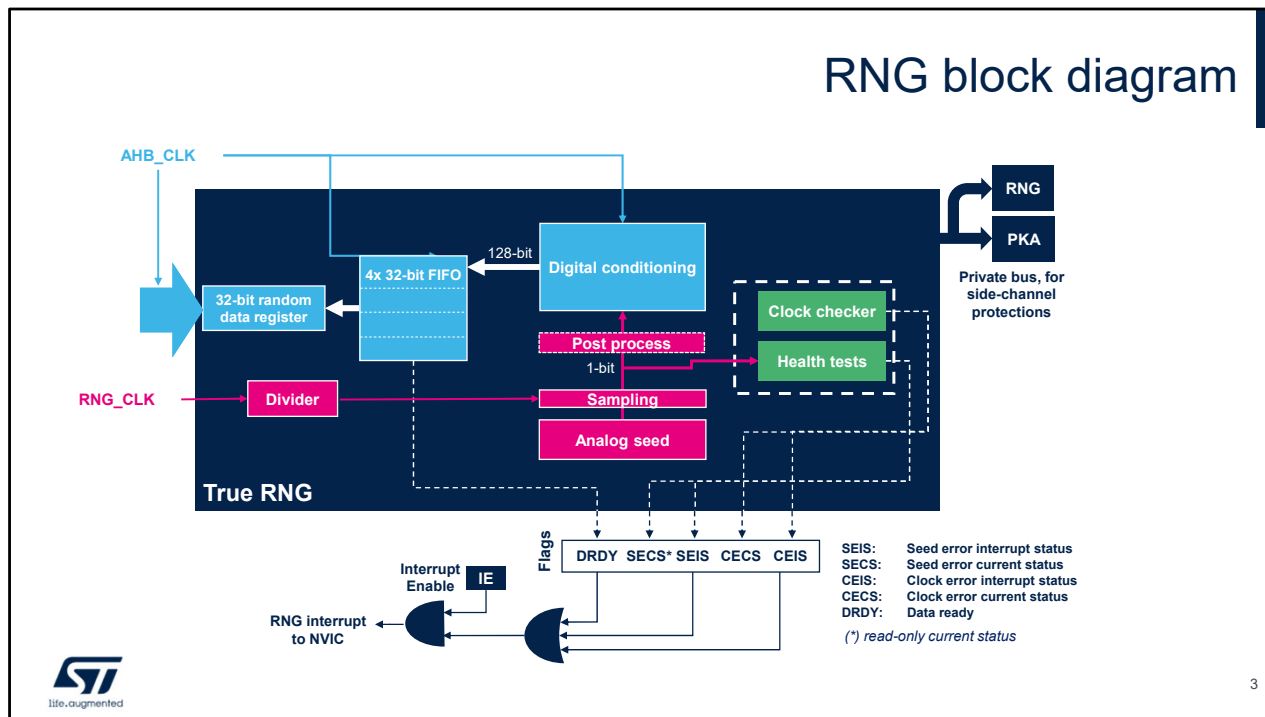 RNG block diagram
AHB_CLK
RNG
PKA
Private bus, for
side-channel
protections
128-bit
Digital conditioning
4x 32-bit FIFO
32-bit random
data register
Clock checker
Post process
Health tests
1-bit
RNG_CLK
Divider
Sampling
Analog seed
True RNG
Flags
DRDY SECS* SEIS CECS CEIS
SEIS: Seed error interrupt status
SECS: Seed error current status
CEIS: Clock error interrupt status
CECS: Clock error current status
DRDY: Data ready
(*) read-only current status
Interrupt
Enable
IE
RNG interrupt
to NVIC
ST
life.augmented
3